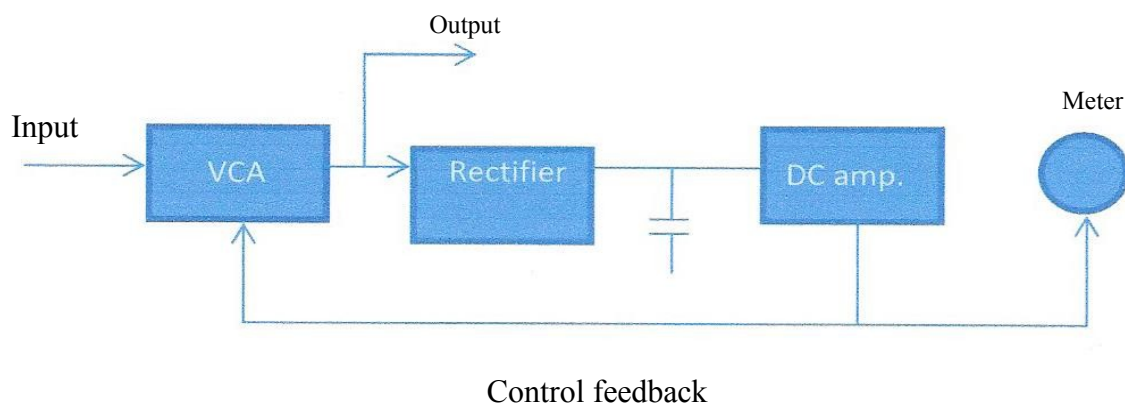 Output
Meter
Input
VCA
Rectifier
DC amp.
Control feedback